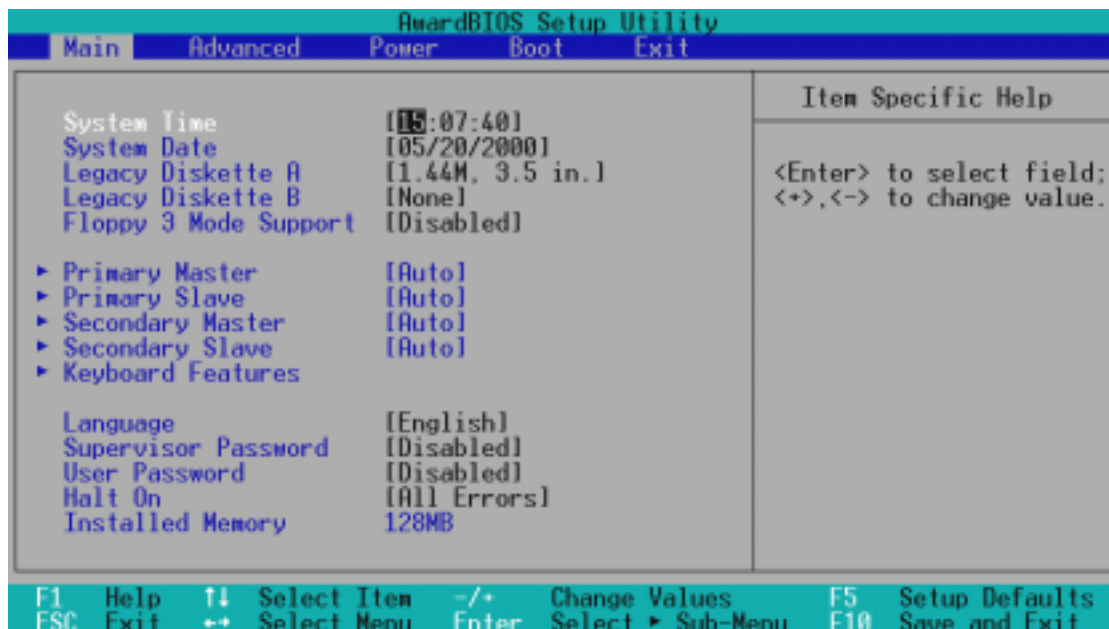 AwardBIOS Setup Utility
Main Advanced Power Boot Exit
Item Specific Help
System Time [15:07:40]
System Date [05/20/2000]
Legacy Diskette A [1.44M, 3.5 in.]
Legacy Diskette B [None]
Floppy 3 Mode Support [Disabled]
<Enter> to select field;
<+>,<-> to change value.
▸ Primary Master [Auto]
▸ Primary Slave [Auto]
▸ Secondary Master [Auto]
▸ Secondary Slave [Auto]
▸ Keyboard Features
Language [English]
Supervisor Password [Disabled]
User Password [Disabled]
Halt On [All Errors]
Installed Memory 128MB
F1 Help ↑↓ Select Item -/+ Change Values F5 Setup Defaults
ESC Exit ←→ Select Menu Enter Select ▸ Sub-Menu F10 Save and Exit